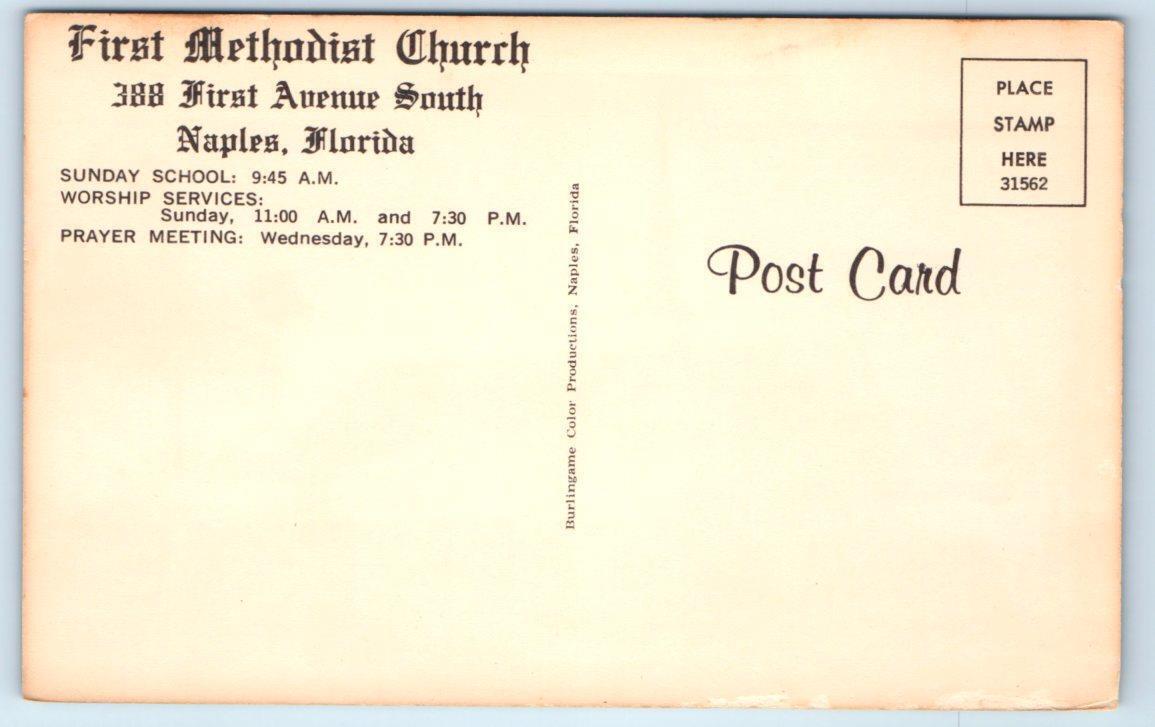 First Methodist Church
388 First Avenue South
Naples, Florida
SUNDAY SCHOOL: 9:45 A.M.
WORSHIP SERVICES:
Sunday, 11:00 A.M. and 7:30 P.M.
PRAYER MEETING: Wednesday, 7:30 P.M.
Burlingame Color Productions, Naples, Florida
PLACE
STAMP
HERE
31562
Post Card